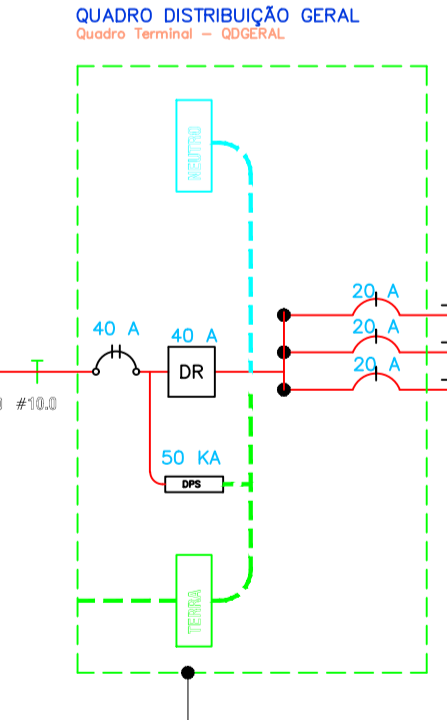 QUADRO DISTRIBUIÇÃO GERAL
Quadro Terminal - QDGERAL
NEUTRO
20 A
20 A
20 A
40 A
40 A
DR
#10.0
50 KA
DPS
TERRA